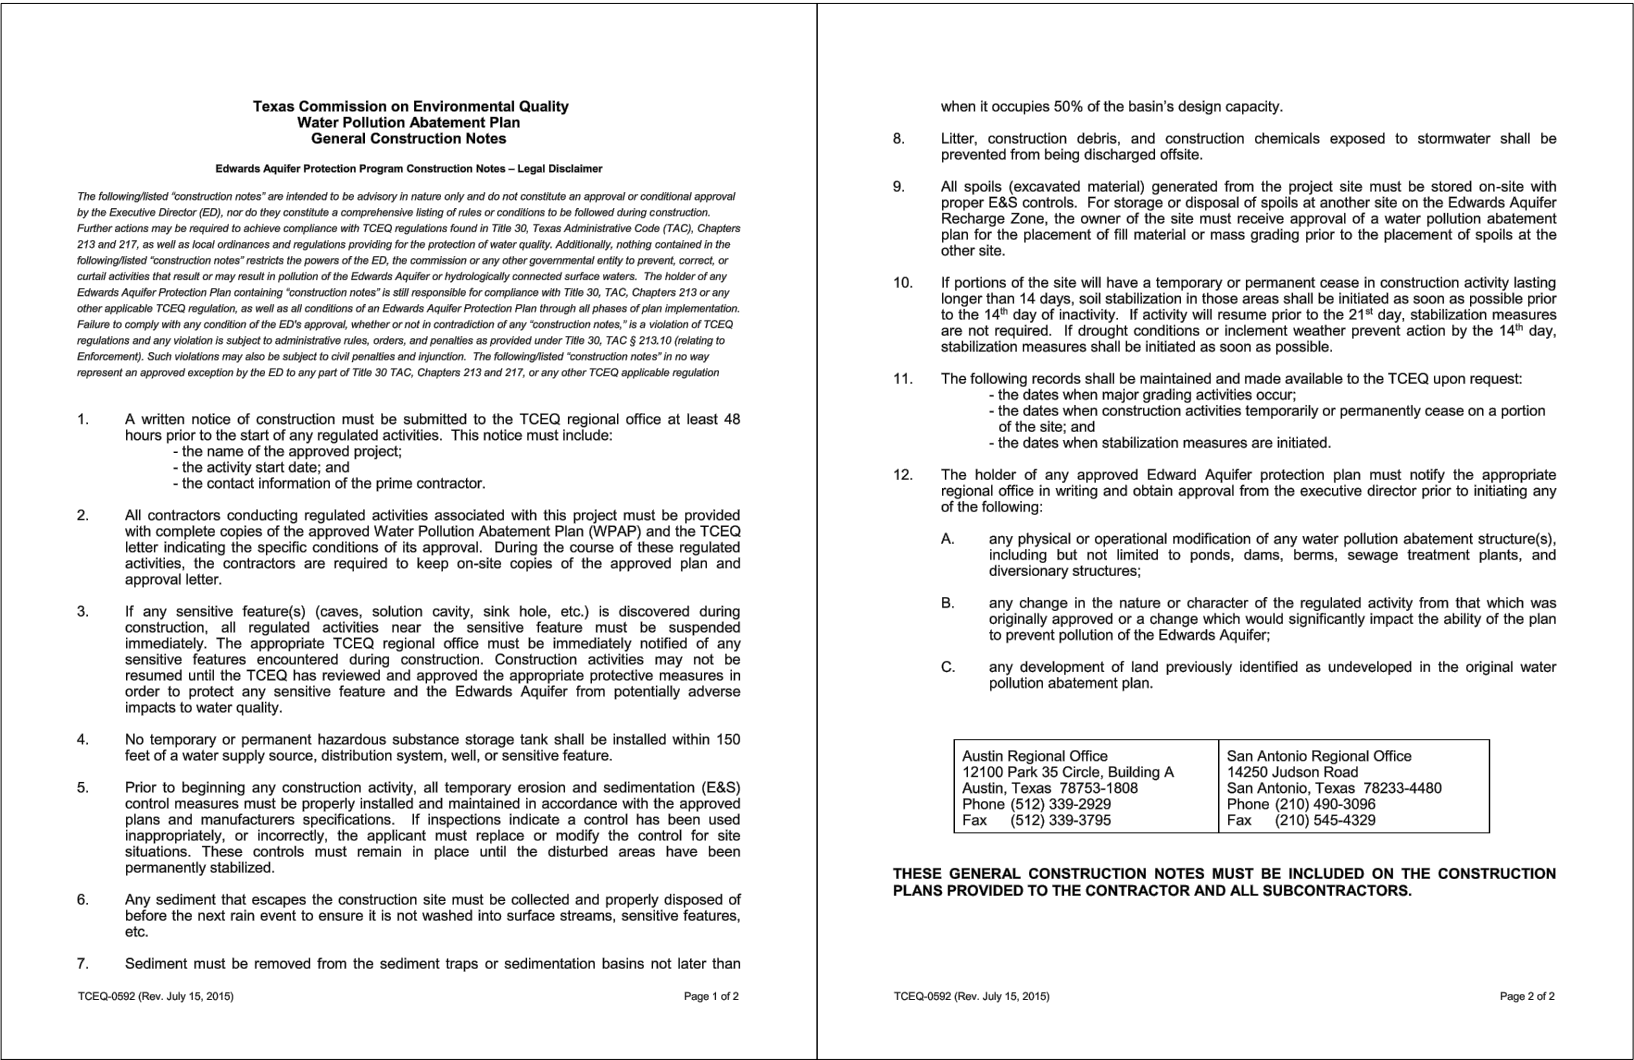 Texas Commission on Environmental Quality
Water Pollution Abatement Plan
General Construction Notes
Edwards Aquifer Protection Program Construction Notes – Legal Disclaimer
The following/listed “construction notes” are intended to be advisory in nature only and do not constitute an approval or conditional approval
by the Executive Director (ED), nor do they constitute a comprehensive listing of rules or conditions to be followed during construction.
Further actions may be required to achieve compliance with TCEQ regulations found in Title 30, Texas Administrative Code (TAC), Chapters
213 and 217, as well as local ordinances and regulations providing for the protection of water quality. Additionally, nothing contained in the
following/listed “construction notes” restricts the powers of the ED, the commission or any other governmental entity to prevent, correct, or
curtail activities that result or may result in pollution of the Edwards Aquifer or hydrologically connected surface waters. The holder of any
Edwards Aquifer Protection Plan containing “construction notes” is still responsible for compliance with Title 30, TAC, Chapters 213 or any
other applicable TCEQ regulation, as well as all conditions of an Edwards Aquifer Protection Plan through all phases of plan implementation.
Failure to comply with any condition of the ED’s approval, whether or not in contradiction of any “construction notes,” is a violation of TCEQ
regulations and any violation is subject to administrative rules, orders, and penalties as provided under Title 30, TAC § 213.10 (relating to
Enforcement). Such violations may also be subject to civil penalties and injunction. The following/listed “construction notes” in no way
represent an approved exception by the ED to any part of Title 30 TAC, Chapters 213 and 217, or any other TCEQ applicable regulation
1. A written notice of construction must be submitted to the TCEQ regional office at least 48
hours prior to the start of any regulated activities. This notice must include:
- the name of the approved project;
- the activity start date; and
- the contact information of the prime contractor.
2. All contractors conducting regulated activities associated with this project must be provided
with complete copies of the approved Water Pollution Abatement Plan (WPAP) and the TCEQ
letter indicating the specific conditions of its approval. During the course of these regulated
activities, the contractors are required to keep on-site copies of the approved plan and
approval letter.
3. If any sensitive feature(s) (caves, solution cavity, sink hole, etc.) is discovered during
construction, all regulated activities near the sensitive feature must be suspended
immediately. The appropriate TCEQ regional office must be immediately notified of any
sensitive features encountered during construction. Construction activities may not be
resumed until the TCEQ has reviewed and approved the appropriate protective measures in
order to protect any sensitive feature and the Edwards Aquifer from potentially adverse
impacts to water quality.
4. No temporary or permanent hazardous substance storage tank shall be installed within 150
feet of a water supply source, distribution system, well, or sensitive feature.
5. Prior to beginning any construction activity, all temporary erosion and sedimentation (E&S)
control measures must be properly installed and maintained in accordance with the approved
plans and manufacturers specifications. If inspections indicate a control has been used
inappropriately, or incorrectly, the applicant must replace or modify the control for site
situations. These controls must remain in place until the disturbed areas have been
permanently stabilized.
6. Any sediment that escapes the construction site must be collected and properly disposed of
before the next rain event to ensure it is not washed into surface streams, sensitive features,
etc.
7. Sediment must be removed from the sediment traps or sedimentation basins not later than
TCEQ-0592 (Rev. July 15, 2015) Page 1 of 2
when it occupies 50% of the basin’s design capacity.
8. Litter, construction debris, and construction chemicals exposed to stormwater shall be
prevented from being discharged offsite.
9. All spoils (excavated material) generated from the project site must be stored on-site with
proper E&S controls. For storage or disposal of spoils at another site on the Edwards Aquifer
Recharge Zone, the owner of the site must receive approval of a water pollution abatement
plan for the placement of fill material or mass grading prior to the placement of spoils at the
other site.
10. If portions of the site will have a temporary or permanent cease in construction activity lasting
longer than 14 days, soil stabilization in those areas shall be initiated as soon as possible prior
to the 14th day of inactivity. If activity will resume prior to the 21st day, stabilization measures
are not required. If drought conditions or inclement weather prevent action by the 14th day,
stabilization measures shall be initiated as soon as possible.
11. The following records shall be maintained and made available to the TCEQ upon request:
- the dates when major grading activities occur;
- the dates when construction activities temporarily or permanently cease on a portion
of the site; and
- the dates when stabilization measures are initiated.
12. The holder of any approved Edward Aquifer protection plan must notify the appropriate
regional office in writing and obtain approval from the executive director prior to initiating any
of the following:
A. any physical or operational modification of any water pollution abatement structure(s),
including but not limited to ponds, dams, berms, sewage treatment plants, and
diversionary structures;
B. any change in the nature or character of the regulated activity from that which was
originally approved or a change which would significantly impact the ability of the plan
to prevent pollution of the Edwards Aquifer;
C. any development of land previously identified as undeveloped in the original water
pollution abatement plan.
Austin Regional Office
12100 Park 35 Circle, Building A
Austin, Texas 78753-1808
Phone (512) 339-2929
Fax (512) 339-3795
San Antonio Regional Office
14250 Judson Road
San Antonio, Texas 78233-4480
Phone (210) 490-3096
Fax (210) 545-4329
THESE GENERAL CONSTRUCTION NOTES MUST BE INCLUDED ON THE CONSTRUCTION
PLANS PROVIDED TO THE CONTRACTOR AND ALL SUBCONTRACTORS.
TCEQ-0592 (Rev. July 15, 2015) Page 2 of 2